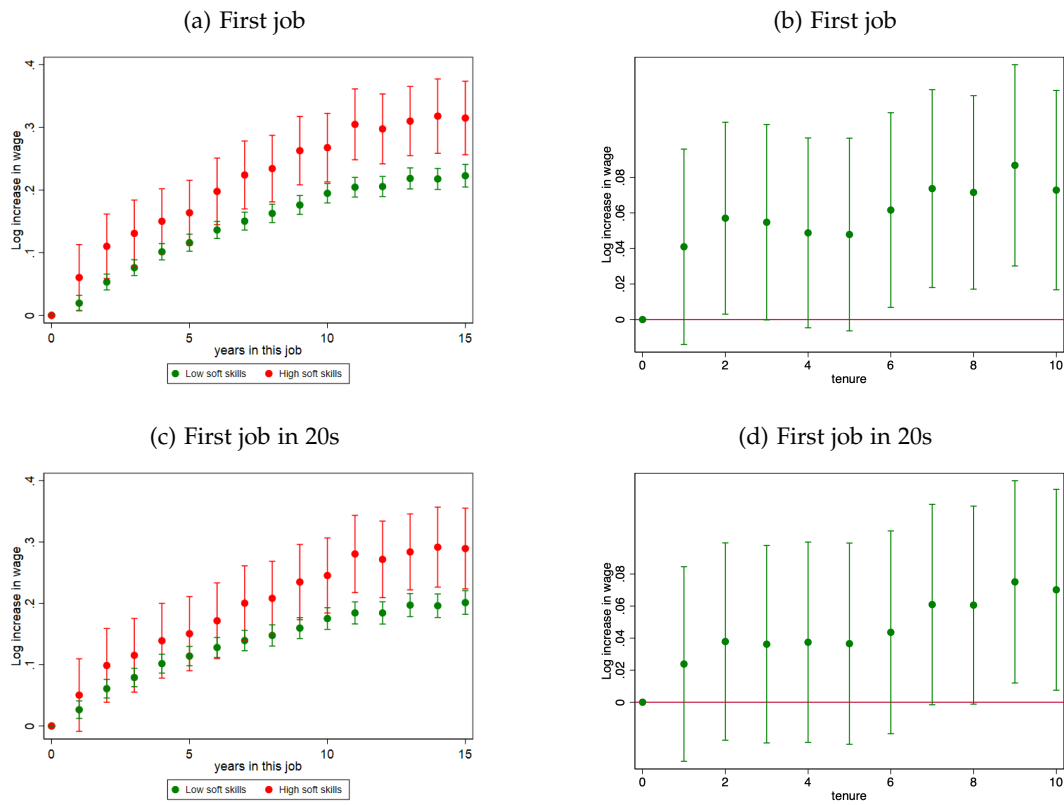 (a) First job
Log increase in wage
0
.1
.2
.3
.4
0 5 10 15
years in this job
Low soft skills High soft skills
(b) First job
Log increase in wage
0
.02
.04
.06
.08
0 2 4 6 8 10
tenure
(c) First job in 20s
Log increase in wage
0
.1
.2
.3
.4
0 5 10 15
years in this job
Low soft skills High soft skills
(d) First job in 20s
Log increase in wage
0
.02
.04
.06
.08
0 2 4 6 8 10
tenure